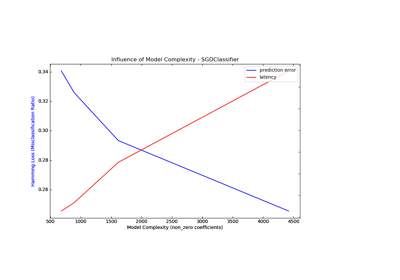 Influence of Model Complexity - SGDClassifier
prediction error
latency
0.34
0.32
0.30
0.28
0.26
Hamming Loss (Misclassification Ratio)
500 1000 1500 2000 2500 3000 3500 4000 4500
Model Complexity (non_zero coefficients)